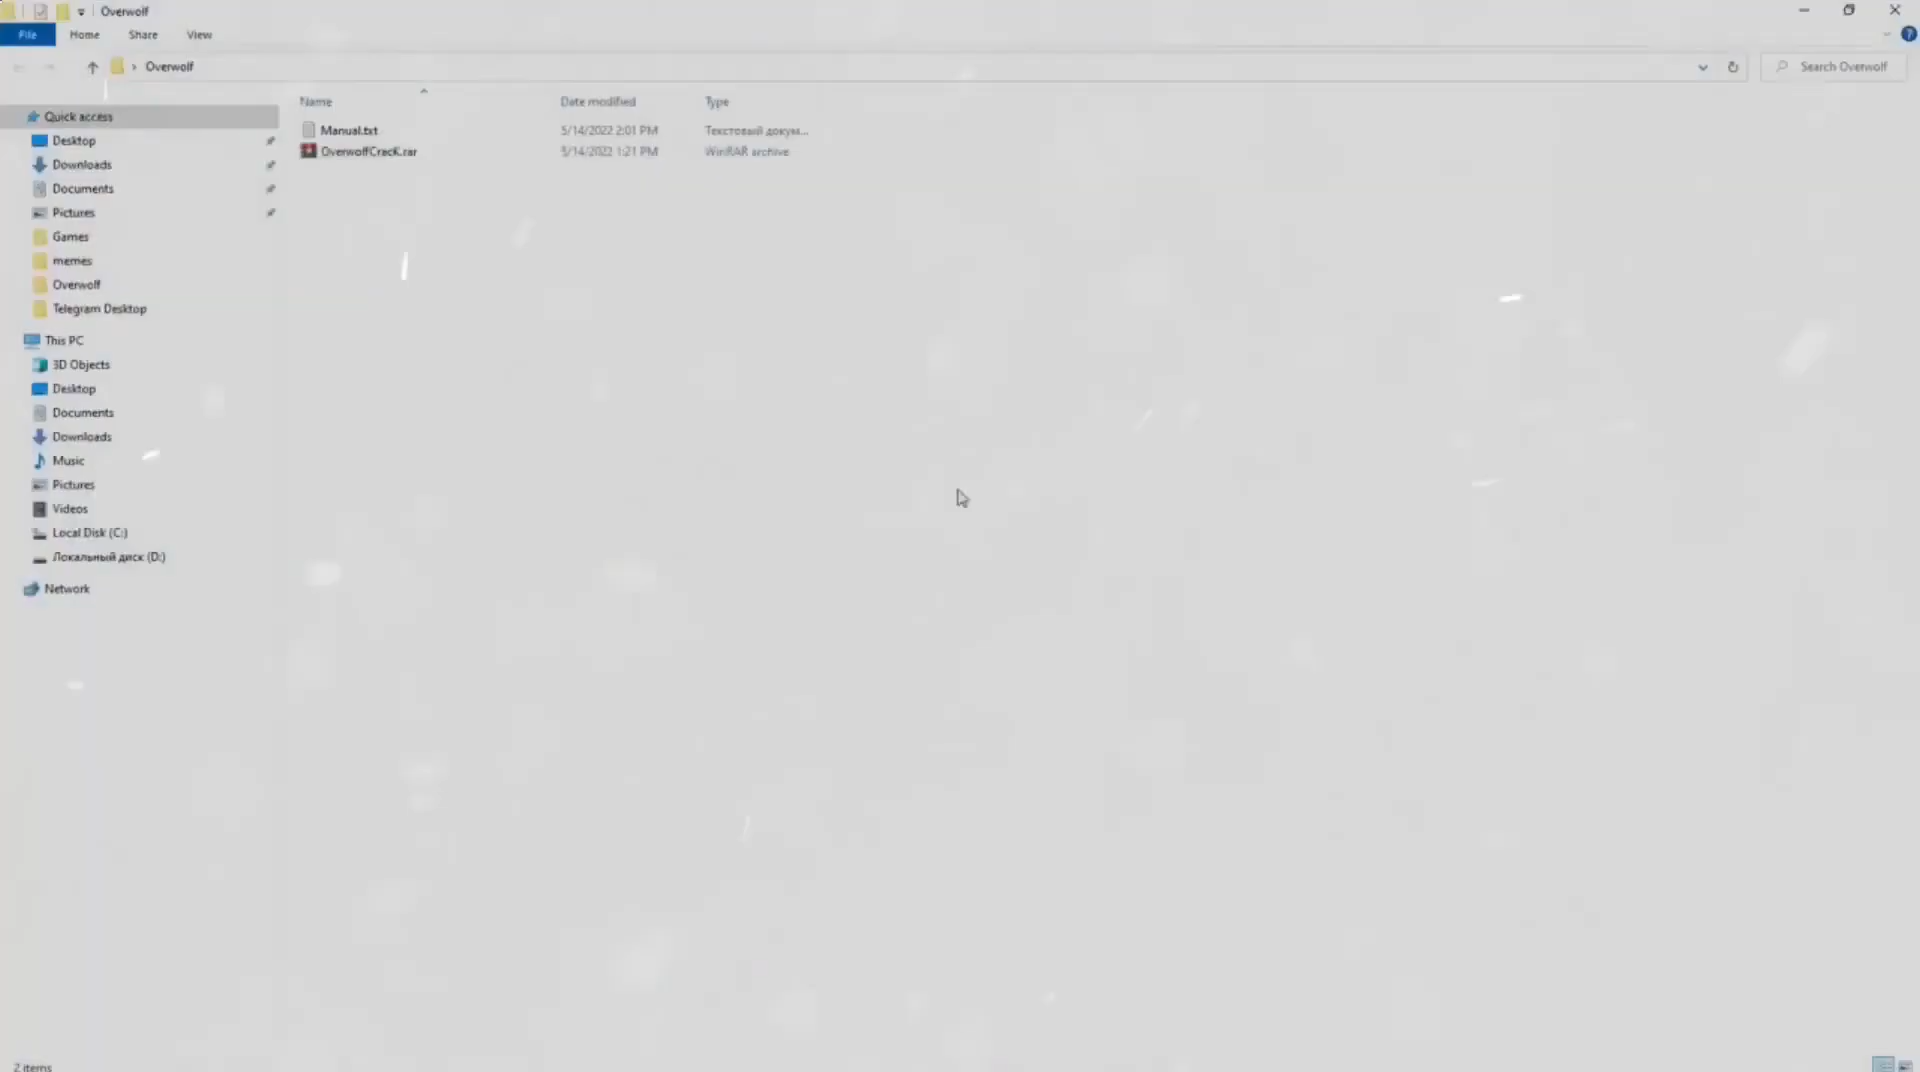 Overwolf
File Home Share View
Overwolf
Search Overwolf
Name Date modified Type
Manual.txt 5/14/2022 2:01 PM Текстовый докум...
OverwolfCracK.rar 5/14/2022 1:21 PM WinRAR archive
Quick access
Desktop
Downloads
Documents
Pictures
Games
memes
Overwolf
Telegram Desktop
This PC
3D Objects
Desktop
Documents
Downloads
Music
Pictures
Videos
Local Disk (C:)
Локальный диск (D:)
Network
2 items